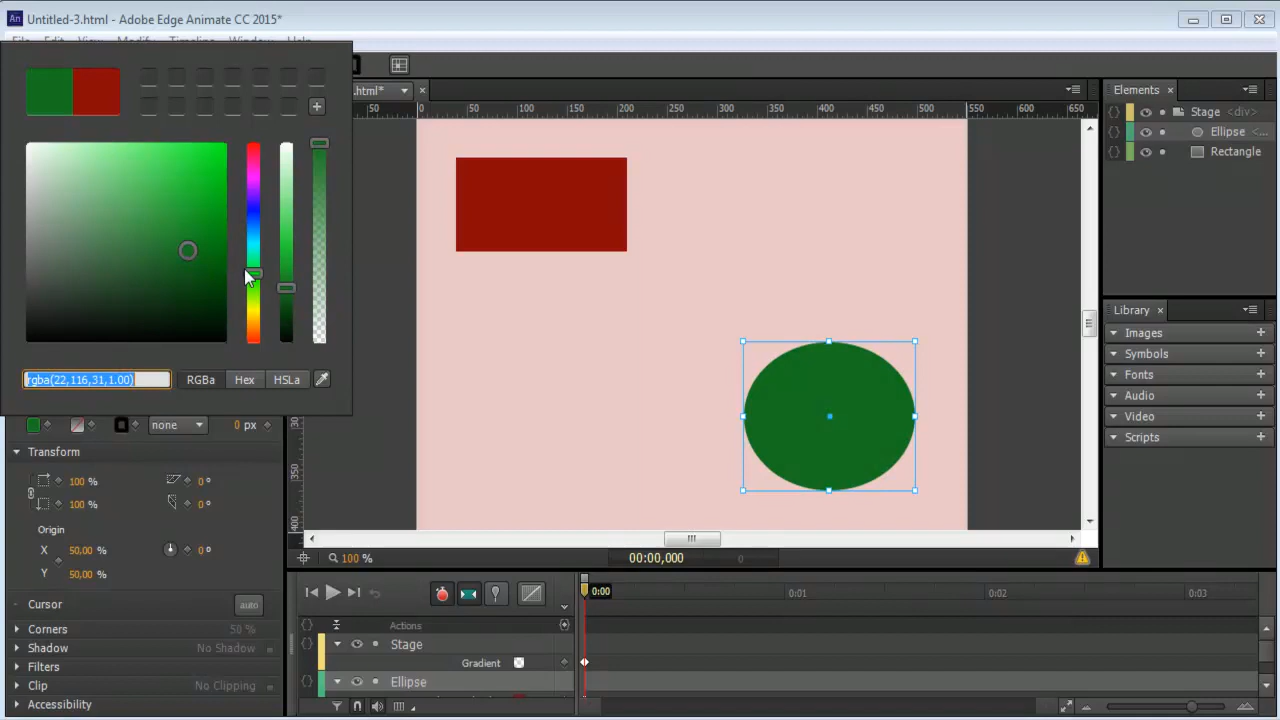 An Untitled-3.html - Adobe Edge Animate CC 2015*
File Edit View Modify Timeline Window Help
.html*
50 0 50 100 150 200 250 300 350 400 450 500 550 600 650
Elements
Stage <div>
Ellipse <...
Rectangle
rgba(22,116,31,1.00) RGBa Hex HSLa
Library
Images
Symbols
Fonts
Audio
Video
Scripts
none 0 px
Transform
100 % 0°
100 % 0°
Origin
X 50,00 % 0°
Y 50,00 %
Cursor auto
Corners 50 %
Shadow No Shadow
Filters
Clip No Clipping
Accessibility
350
400
100 % 00:00,000 0
0:00 0:01 0:02 0:03
Actions
Stage
Gradient
Ellipse